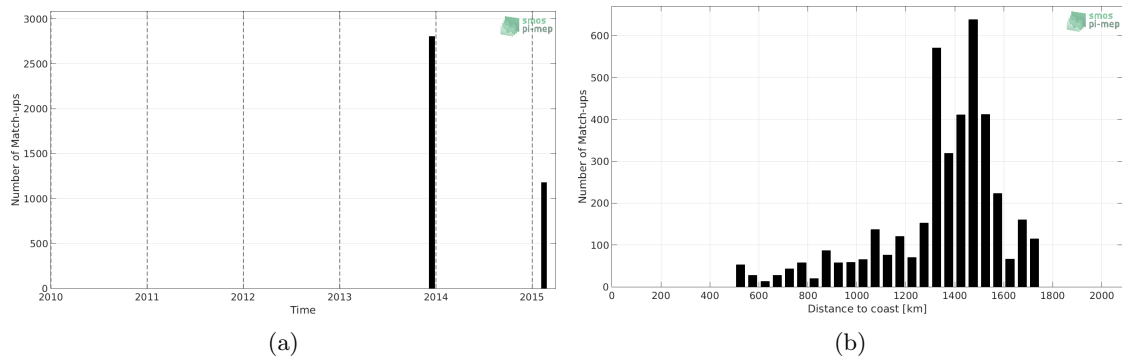 smos
pi-mep
3000
2500
2000
1500
1000
500
0
Number of Match-ups
2010 2011 2012 2013 2014 2015
Time
(a)
smos
pi-mep
600
500
400
300
200
100
0
Number of Match-ups
0 200 400 600 800 1000 1200 1400 1600 1800 2000
Distance to coast [km]
(b)